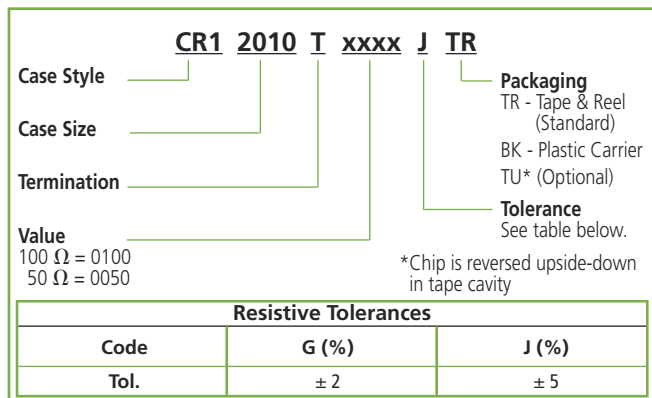 CR1 2010 T xxxx J TR
Case Style
Case Size
Termination
Value
100 Ω = 0100
50 Ω = 0050
Packaging
TR - Tape & Reel
(Standard)
BK - Plastic Carrier
TU* (Optional)
Tolerance
See table below.
*Chip is reversed upside-down
in tape cavity
Resistive Tolerances
Code G (%) J (%)
Tol. ± 2 ± 5